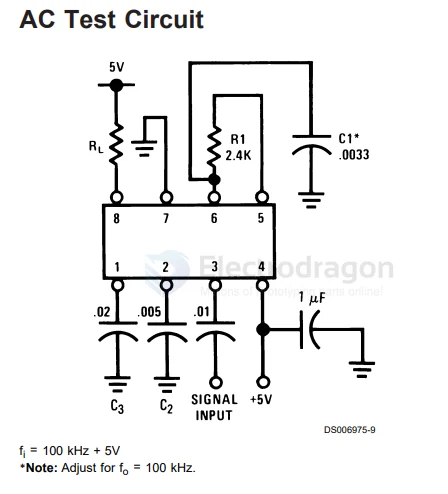 AC Test Circuit
5V
R1
2.4K
C1*
.0033
RL
8 7 6 5
1 2 3 4
Electrodragon
.02 .005 .01
1 µF
C3 C2 SIGNAL INPUT +5V
DS006975-9
fi = 100 kHz + 5V
*Note: Adjust for fo = 100 kHz.